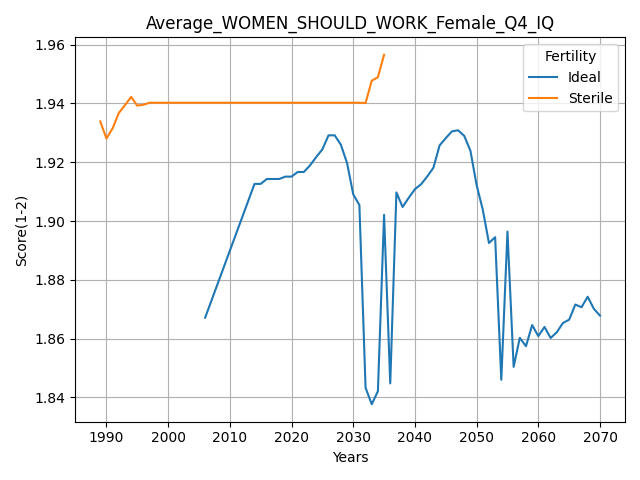 Average_WOMEN_SHOULD_WORK_Female_Q4_IQ
Score(1-2)
1.96
1.94
1.92
1.90
1.88
1.86
1.84
Fertility
Ideal
Sterile
1990 2000 2010 2020 2030 2040 2050 2060 2070
Years